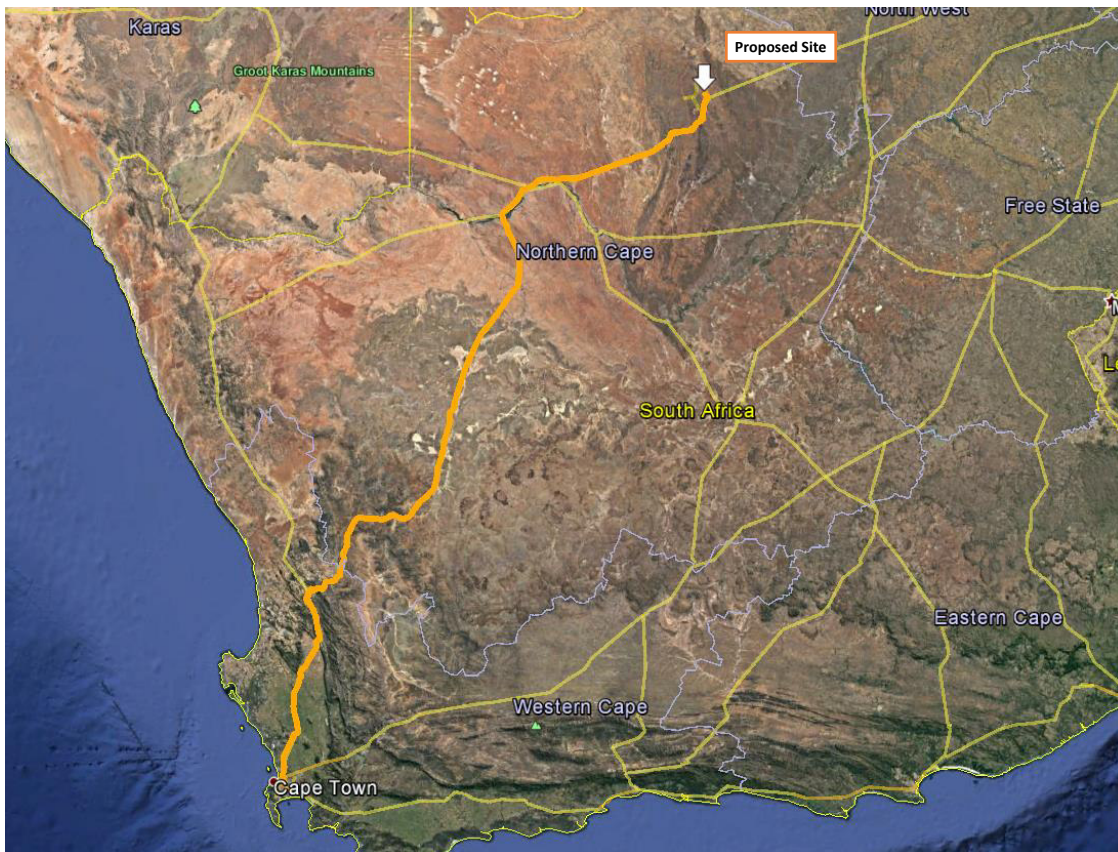 Karas
North West
Proposed Site
Groot Karas Mountains
Free State
Northern Cape
South Africa
Eastern Cape
Western Cape
Cape Town